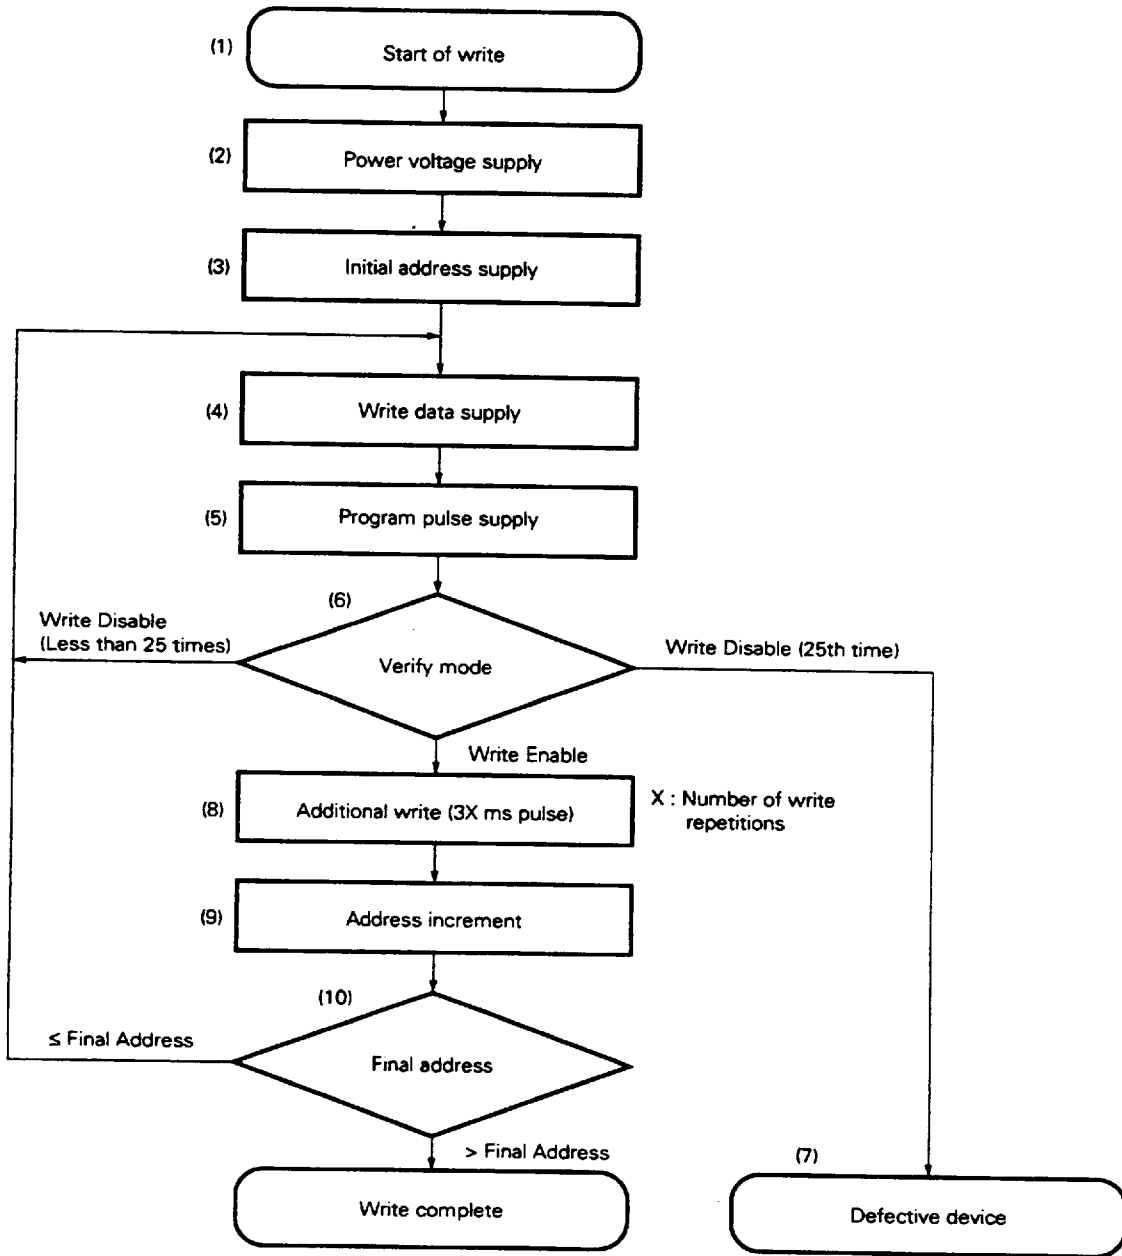 (1)
Start of write
(2)
Power voltage supply
(3)
Initial address supply
(4)
Write data supply
(5)
Program pulse supply
(6)
Write Disable
(Less than 25 times)
Verify mode
Write Disable (25th time)
Write Enable
(8)
Additional write (3X ms pulse)
X : Number of write
repetitions
(9)
Address increment
(10)
≤ Final Address
Final address
> Final Address
(7)
Write complete
Defective device